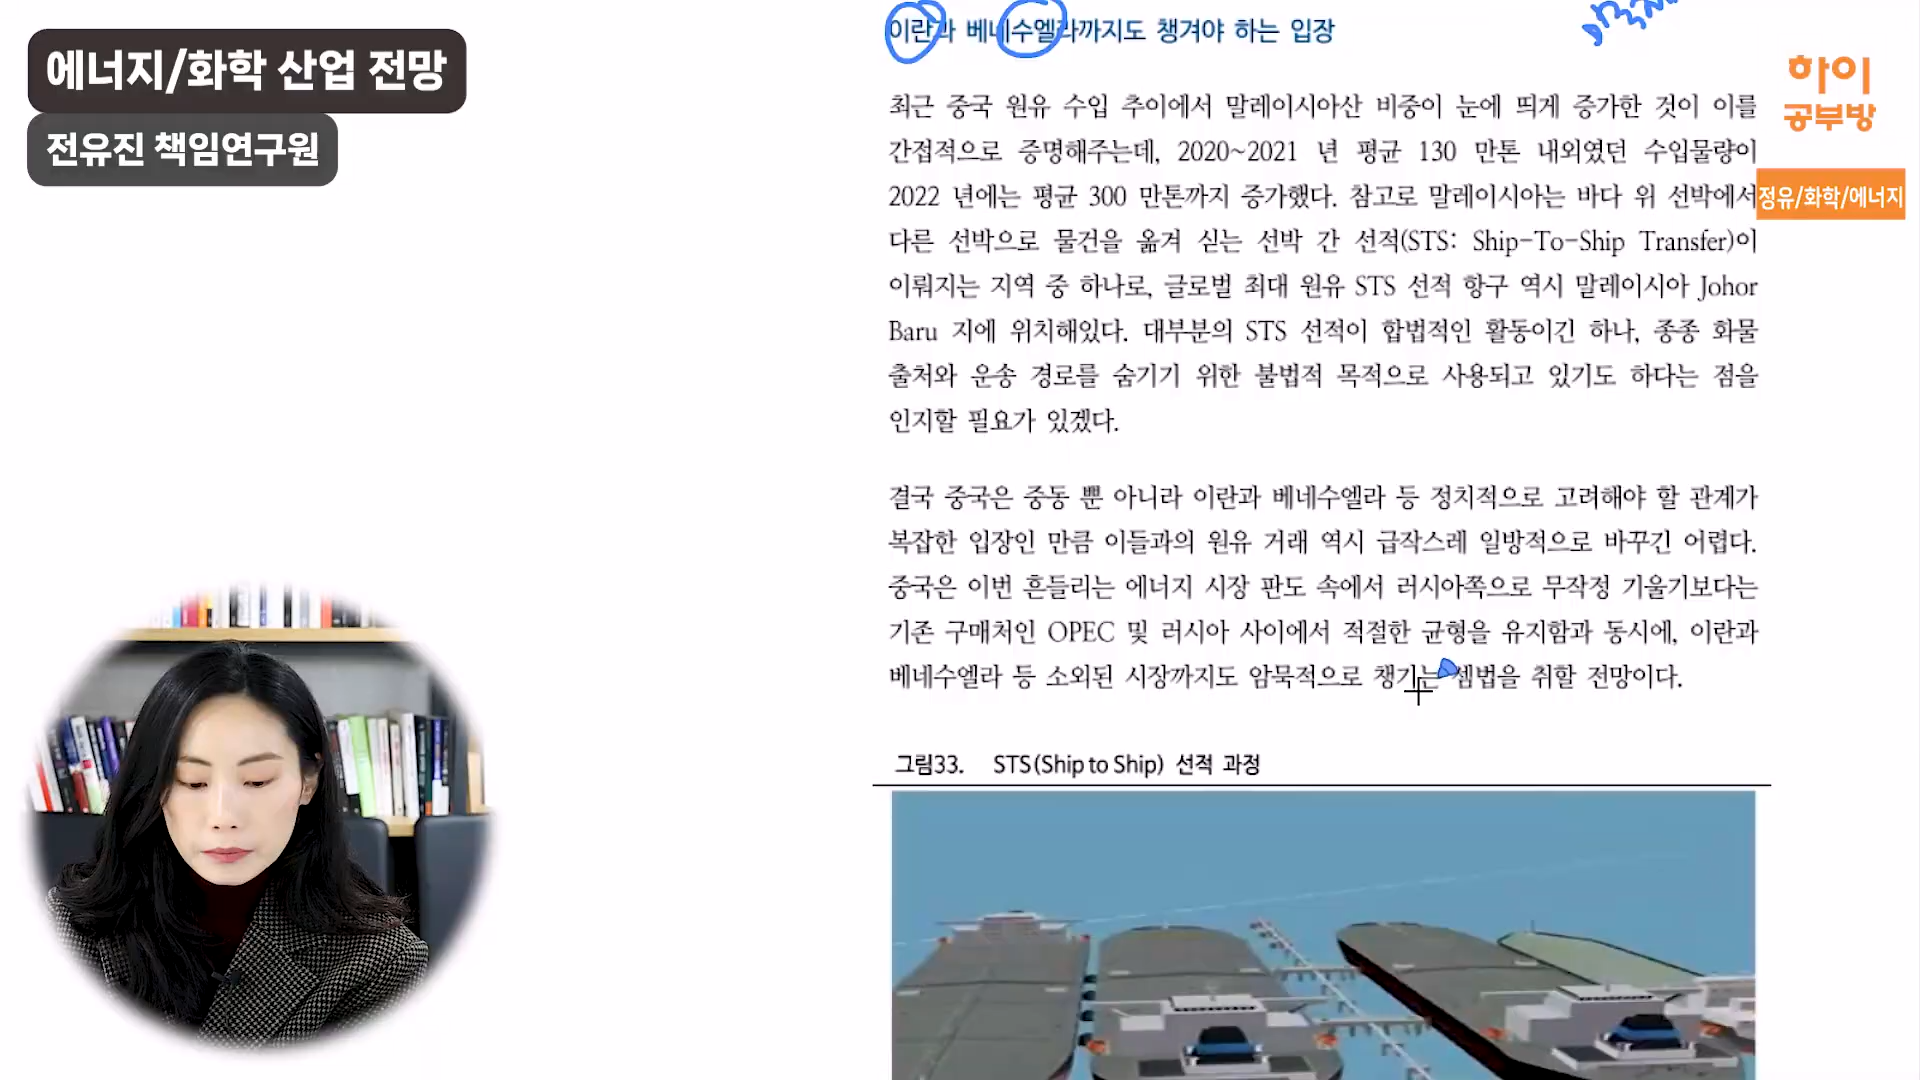 에너지/화학 산업 전망
전유진 책임연구원
하이
공부방
정유/화학/에너지
이란과 베네수엘라까지도 챙겨야 하는 입장
최근 중국 원유 수입 추이에서 말레이시아산 비중이 눈에 띄게 증가한 것이 이를
간접적으로 증명해주는데, 2020~2021 년 평균 130 만톤 내외였던 수입물량이
2022 년에는 평균 300 만톤까지 증가했다. 참고로 말레이시아는 바다 위 선박에서
다른 선박으로 물건을 옮겨 싣는 선박 간 선적(STS: Ship-To-Ship Transfer)이
이뤄지는 지역 중 하나로, 글로벌 최대 원유 STS 선적 항구 역시 말레이시아 Johor
Baru 지에 위치해있다. 대부분의 STS 선적이 합법적인 활동이긴 하나, 종종 화물
출처와 운송 경로를 숨기기 위한 불법적 목적으로 사용되고 있기도 하다는 점을
인지할 필요가 있겠다.
결국 중국은 중동 뿐 아니라 이란과 베네수엘라 등 정치적으로 고려해야 할 관계가
복잡한 입장인 만큼 이들과의 원유 거래 역시 급작스레 일방적으로 바꾸긴 어렵다.
중국은 이번 흔들리는 에너지 시장 판도 속에서 러시아쪽으로 무작정 기울기보다는
기존 구매처인 OPEC 및 러시아 사이에서 적절한 균형을 유지함과 동시에, 이란과
베네수엘라 등 소외된 시장까지도 암묵적으로 챙기는 셈법을 취할 전망이다.
그림33. STS(Ship to Ship) 선적 과정